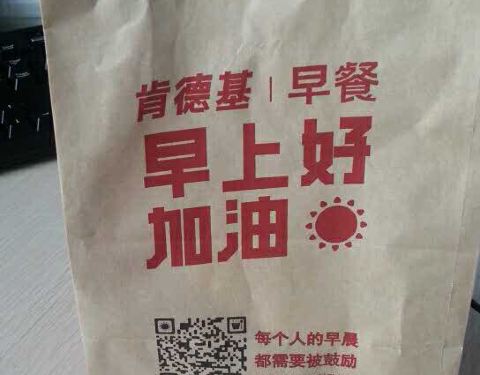 肯德基 | 早餐
早上好
加油
每个人的早晨
都需要被鼓励